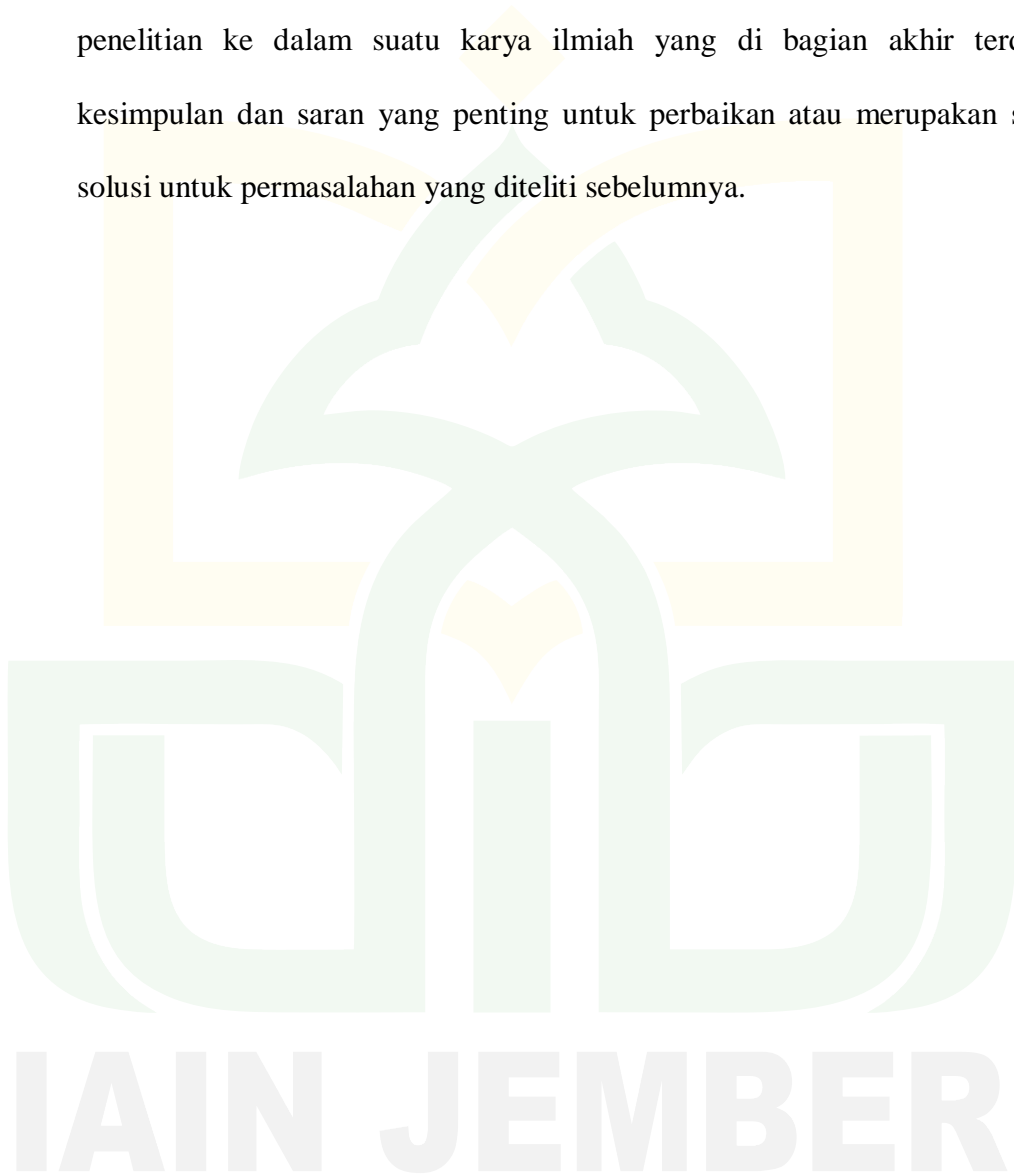 penelitian ke dalam suatu karya ilmiah yang di bagian akhir
kesimpulan dan saran yang penting untuk perbaikan atau merupakan
solusi untuk permasalahan yang diteliti sebelumnya.
IAIN JEMBER